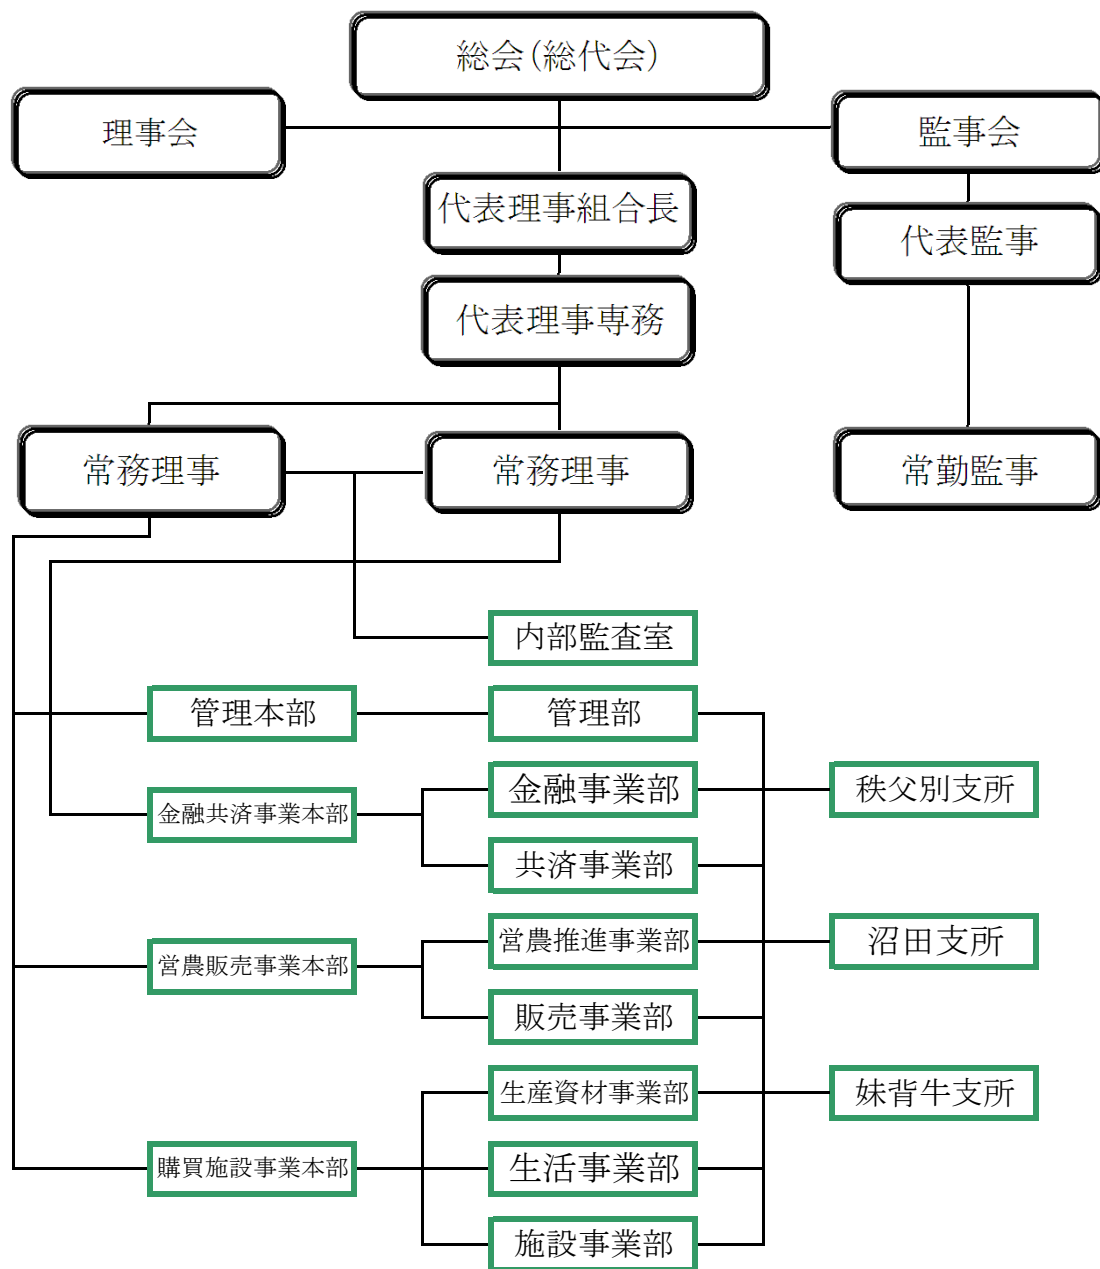 総会(総代会)
理事会
監事会
代表理事組合長
代表監事
代表理事専務
常務理事
常務理事
常勤監事
内部監査室
管理本部
管理部
金融共済事業本部
金融事業部
秩父別支所
共済事業部
営農販売事業本部
営農推進事業部
沼田支所
販売事業部
生産資材事業部
妹背牛支所
購買施設事業本部
生活事業部
施設事業部